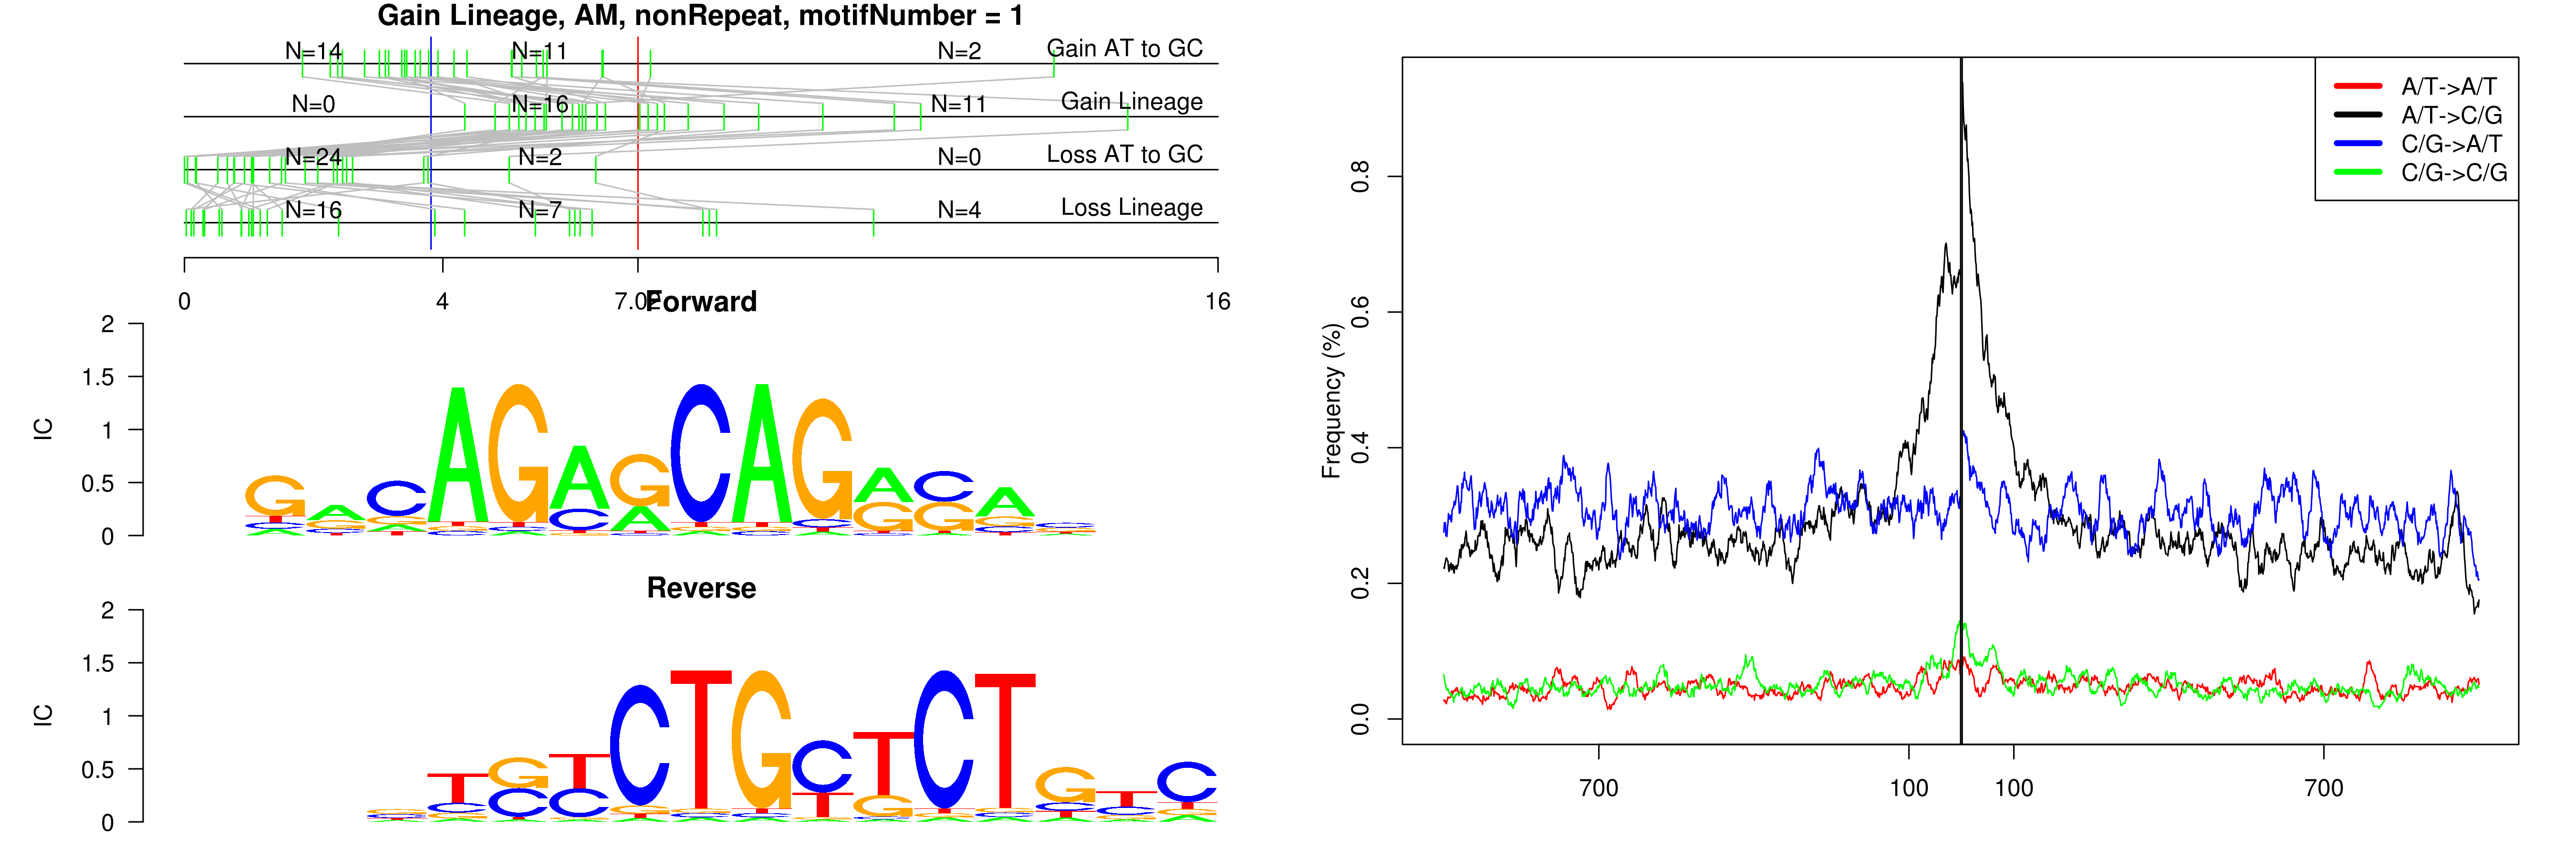 Gain Lineage, AM, nonRepeat, motifNumber = 1
N=14 N=11 N=2 Gain AT to GC
N=0 N=16 N=11 Gain Lineage
N=24 N=2 N=0 Loss AT to GC
N=16 N=7 N=4 Loss Lineage
0 4 7.02 16
Forward
IC
2
1.5
1
0.5
0
GACAGAGCAGACA
Reverse
IC
2
1.5
1
0.5
0
TGTCTGCTCTGTC
A/T->A/T
A/T->C/G
C/G->A/T
C/G->C/G
Frequency (%)
0.8
0.6
0.4
0.2
0.0
700 100 100 700